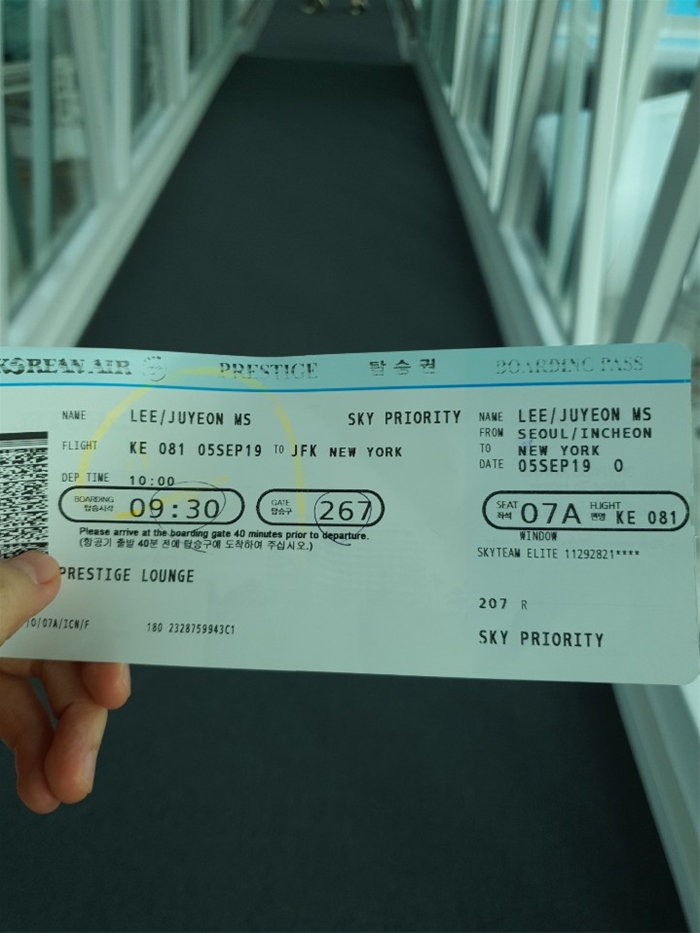 KOREAN AIR PRESTIGE 탑승권 BOARDING PASS
NAME LEE/JUYEON MS SKY PRIORITY
FLIGHT KE 081 05SEP19 TO JFK NEW YORK
DEP TIME 10:00
BOARDING 탑승시각 09:30 GATE 탑승구 267
Please arrive at the boarding gate 40 minutes prior to departure.
(항공기 출발 40분 전에 탑승구에 도착하여 주십시오.)
PRESTIGE LOUNGE
/0/07A/ICN/F 180 2328759943C1
NAME LEE/JUYEON MS
FROM SEOUL/INCHEON
TO NEW YORK
DATE 05SEP19 O
SEAT 좌석 07A FLIGHT 편명 KE 081
WINDOW
SKYTEAM ELITE 11292821****
207 R
SKY PRIORITY